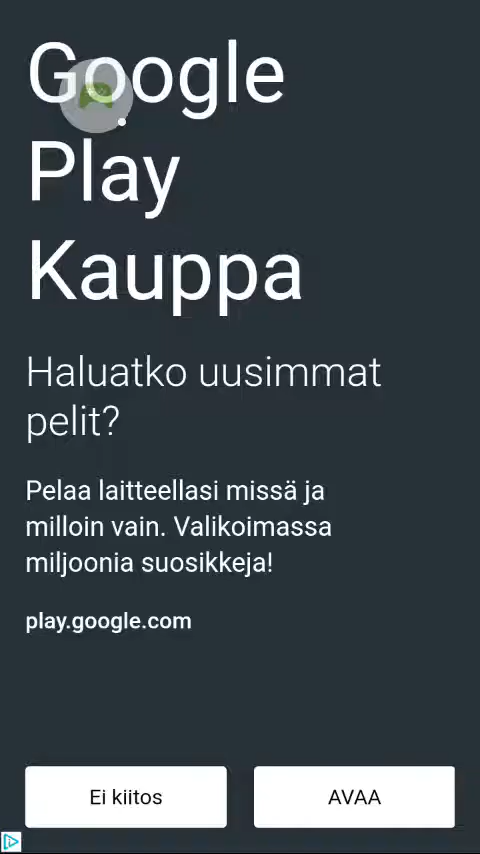 Google
Play
Kauppa
Haluatko uusimmat
pelit?
Pelaa laitteellasi missä ja
milloin vain. Valikoimassa
miljoonia suosikkeja!
play.google.com
Ei kiitos
AVAA